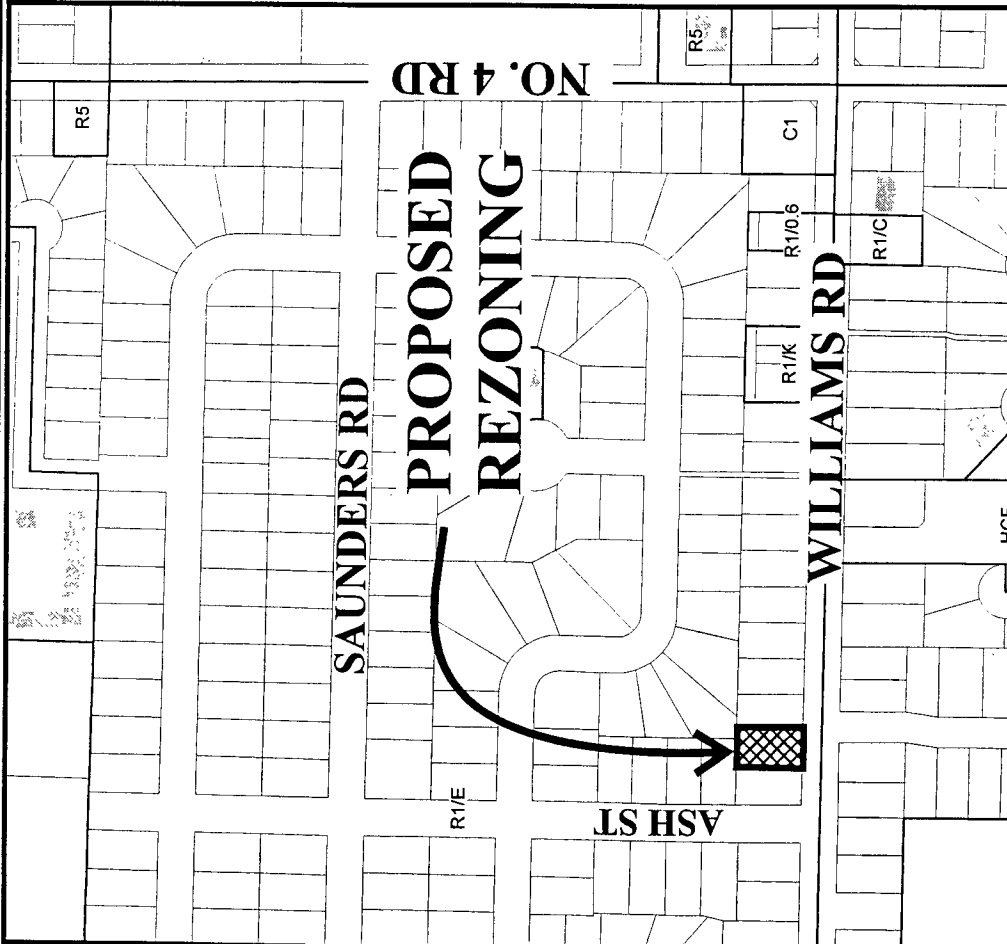 NO. 4 RD
R5
R5
C1
PROPOSED
REZONING
R1/0.6
R1/C
R1/K
SAUNDERS RD
WILLIAMS RD
R1/E
ASH ST